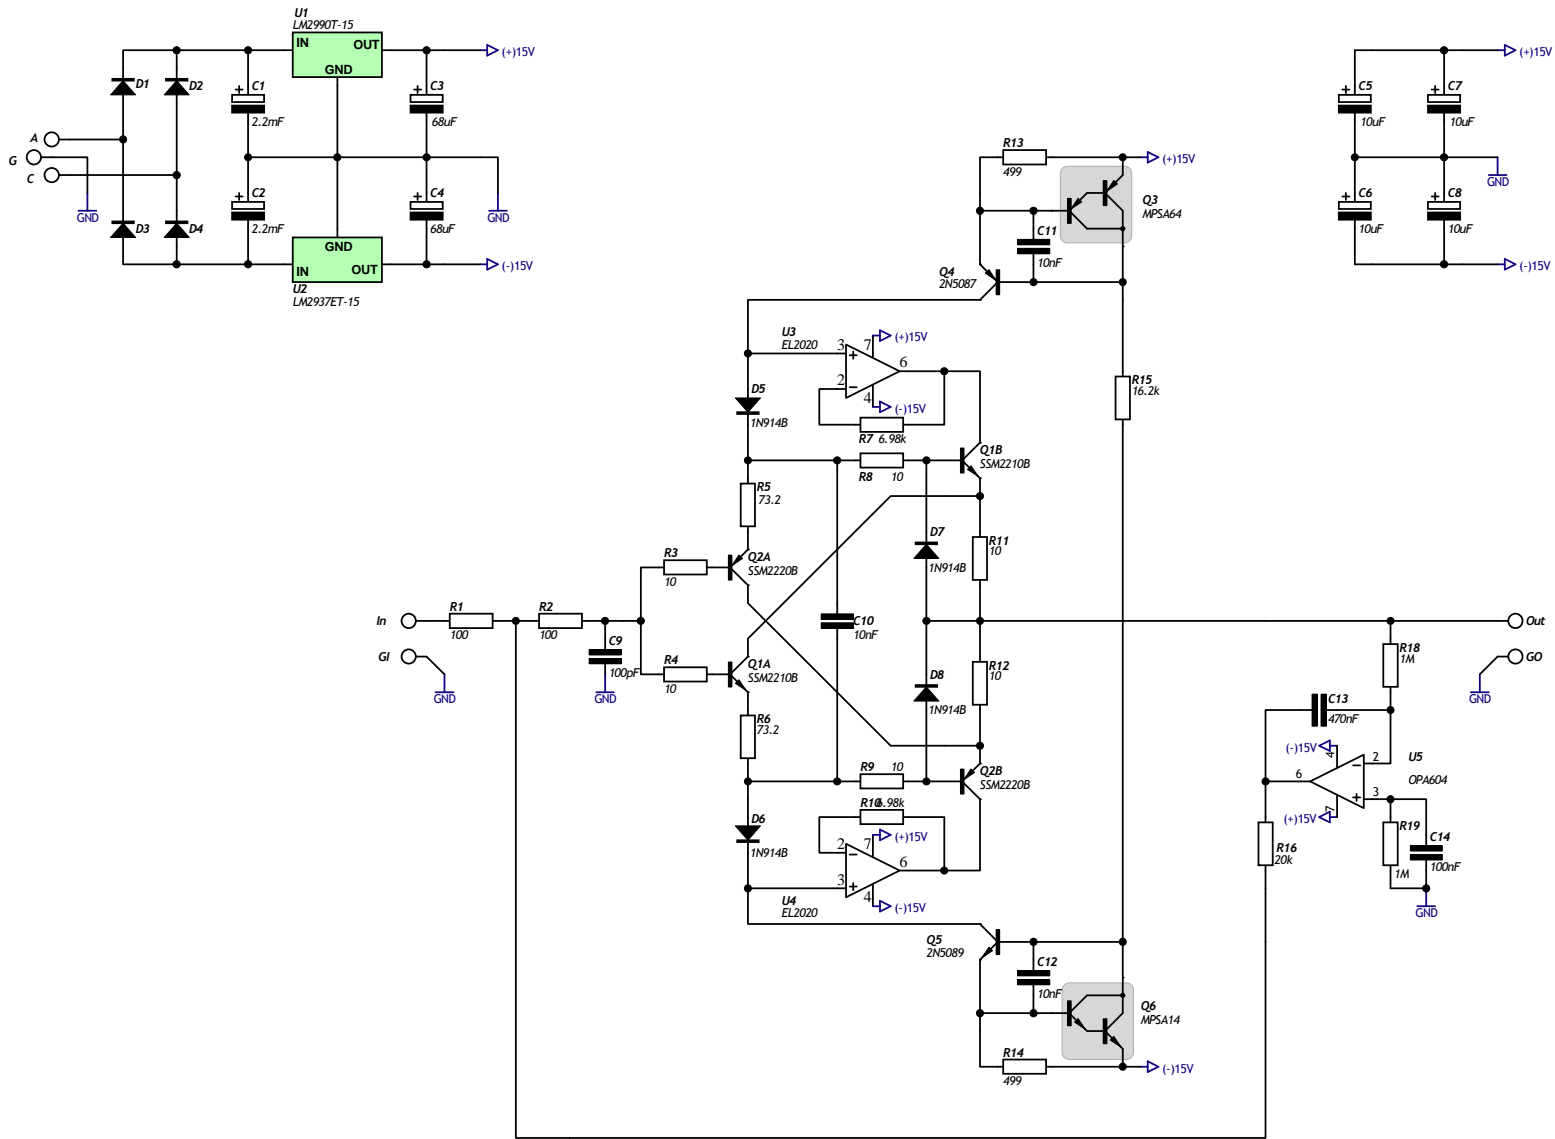 U1
LM2990T-15
IN
OUT
GND
(+)15V
D1
D2
C1
2.2mF
C3
68uF
A
G
C
GND
D3
D4
C2
2.2mF
C4
68uF
GND
GND
IN
OUT
(-)15V
U2
LM2937ET-15
(+)15V
C5
10uF
C7
10uF
GND
C6
10uF
C8
10uF
(-)15V
R13
499
(+)15V
Q3
MPSA64
C11
10nF
Q4
2N5087
U3
EL2020
3
7
(+)15V
6
2
4
(-)15V
R7
6.98k
D5
1N914B
R15
16.2k
Q1B
SSM2210B
R8
10
R5
73.2
D7
1N914B
R11
10
R3
10
Q2A
SSM2220B
In
R1
100
R2
100
C9
100pF
GND
GI
GND
C10
10nF
R4
10
Q1A
SSM2210B
D8
1N914B
R12
10
R6
73.2
R9
10
Q2B
SSM2220B
R10
6.98k
D6
1N914B
(+)15V
2
7
6
3
4
(-)15V
U4
EL2020
Out
GO
GND
R18
1M
C13
470nF
(-)15V
4
2
U5
OPA604
6
3
(+)15V
7
R19
1M
C14
100nF
GND
R16
20k
Q5
2N5089
C12
10nF
Q6
MPSA14
R14
499
(-)15V